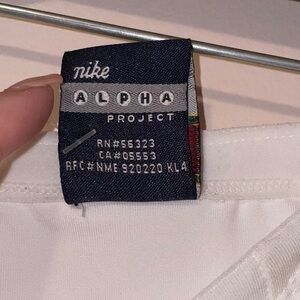 nike
ALPHA
PROJECT
RN#56323
CA#05553
RFC#NME 920220 KL4